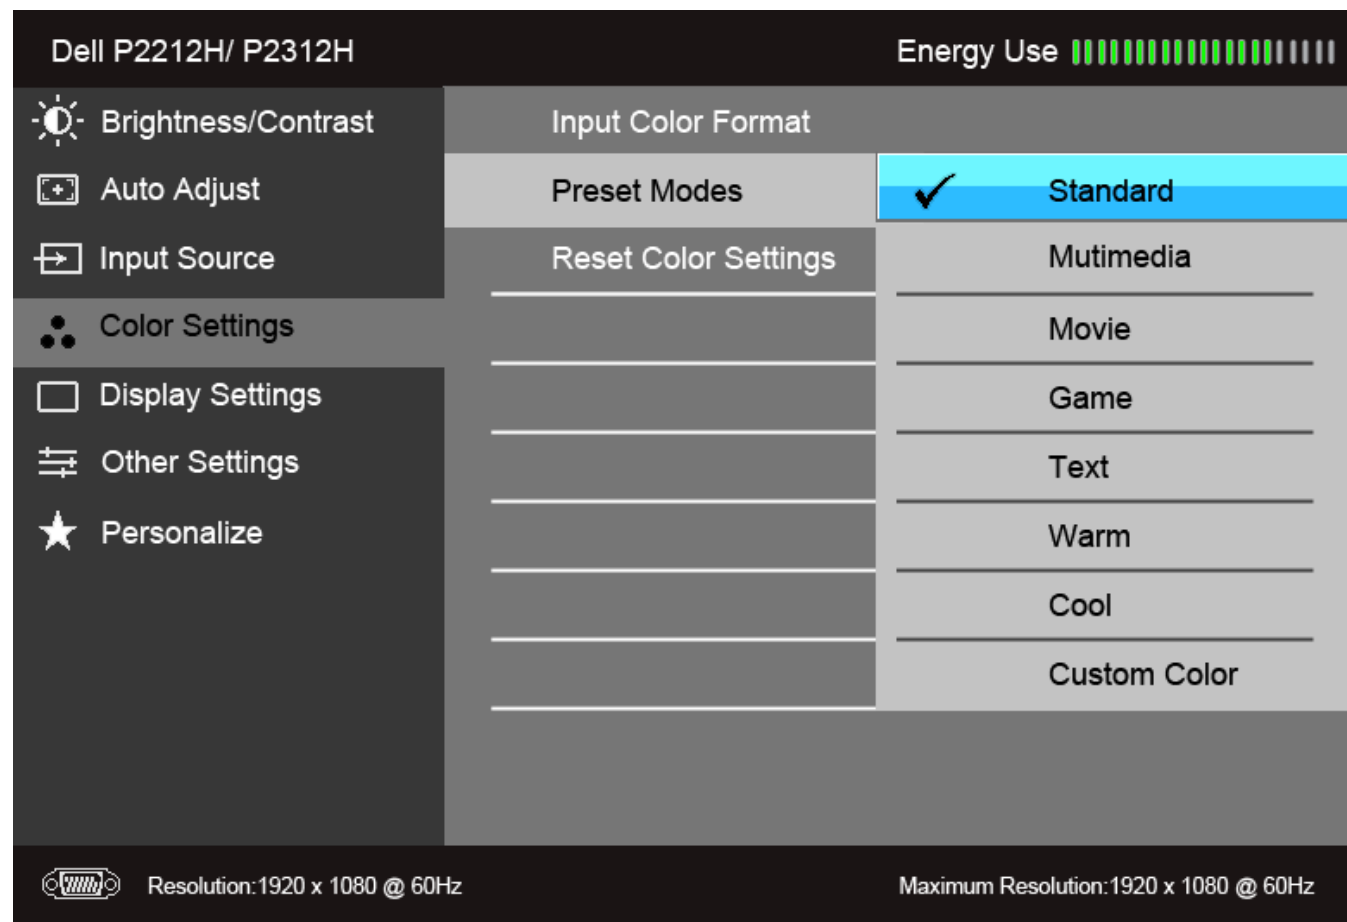 Dell P2212H/ P2312H
Energy Use
Brightness/Contrast
Input Color Format
Auto Adjust
Preset Modes
Standard
Input Source
Reset Color Settings
Mutimedia
Color Settings
Movie
Display Settings
Game
Other Settings
Text
Personalize
Warm
Cool
Custom Color
Resolution:1920 x 1080 @ 60Hz
Maximum Resolution:1920 x 1080 @ 60Hz